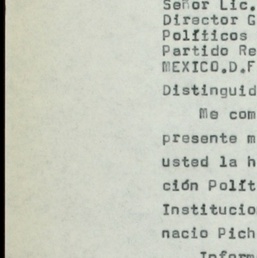 Señor Lic.
Director G
Políticos
Partido Re
MEXICO.D.F
Distinguid
Me com
presente m
usted la h
ción Polít
Institucio
nacio Pich
Inform